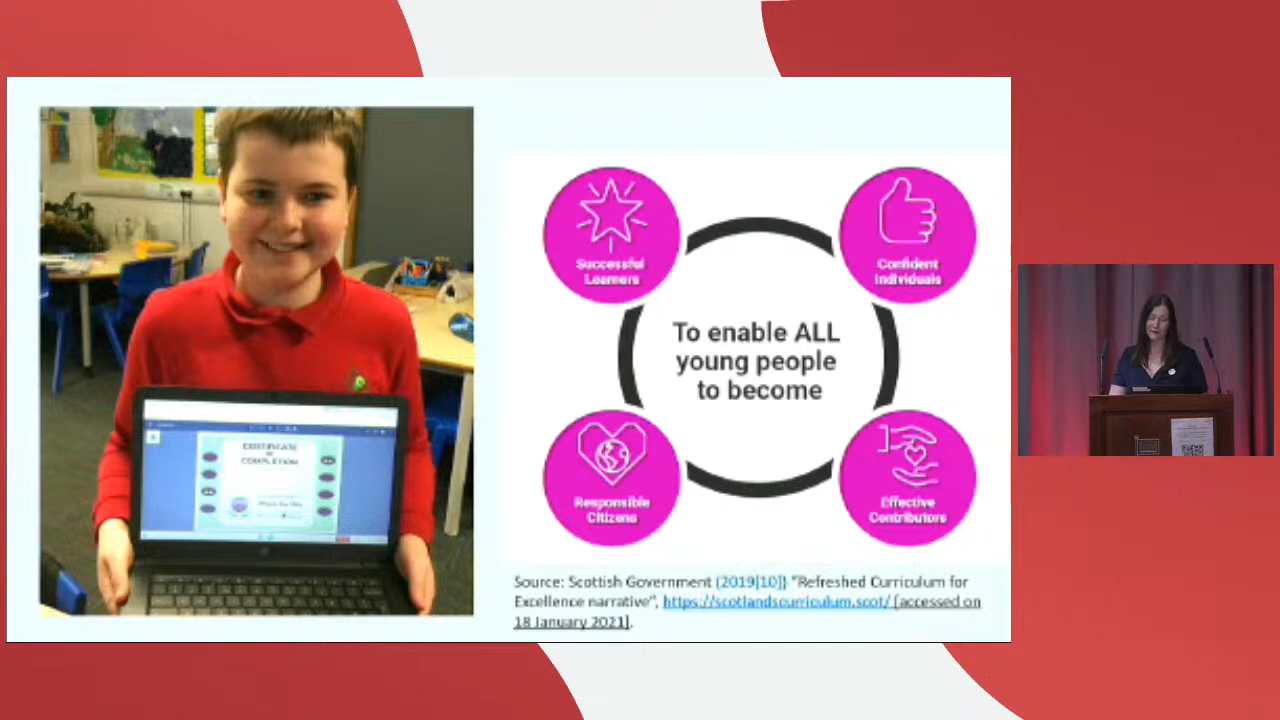 CERTIFICATE
OF
COMPLETION
Successful
Learners
Confident
Individuals
To enable ALL
young people
to become
Responsible
Citizens
Effective
Contributors
Source: Scottish Government (2019[10]) “Refreshed Curriculum for
Excellence narrative”, https://scotlandscurriculum.scot/ [accessed on
18 January 2021].